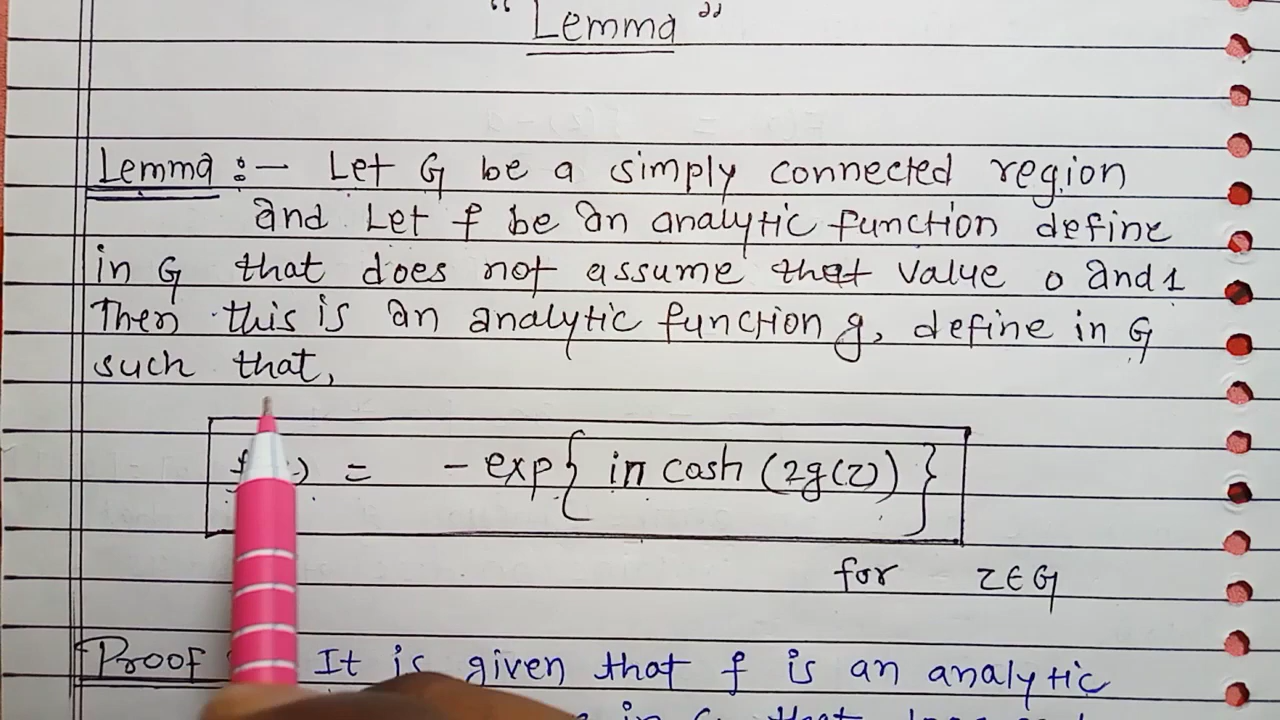 “ Lemma ”
Lemma :- Let G be a simply connected region
and Let f be an analytic function define
in G that does not assume that value 0 and 1
Then this is an analytic function g, define in G
such that,
= - exp{ iπ cosh (2g(z)) }
for z∈G
Proof It is given that f is an analytic
in G that